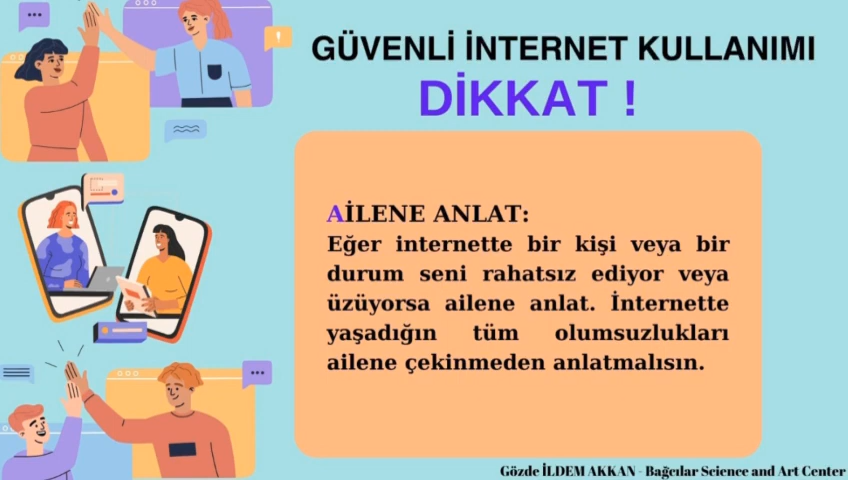 GÜVENLİ İNTERNET KULLANIMI
DİKKAT !
AİLENE ANLAT:
Eğer internette bir kişi veya bir
durum seni rahatsız ediyor veya
üzüyorsa ailene anlat. İnternette
yaşadığın tüm olumsuzlukları
ailene çekinmeden anlatmalısın.
Gözde İLDEM AKKAN - Bağcılar Science and Art Center